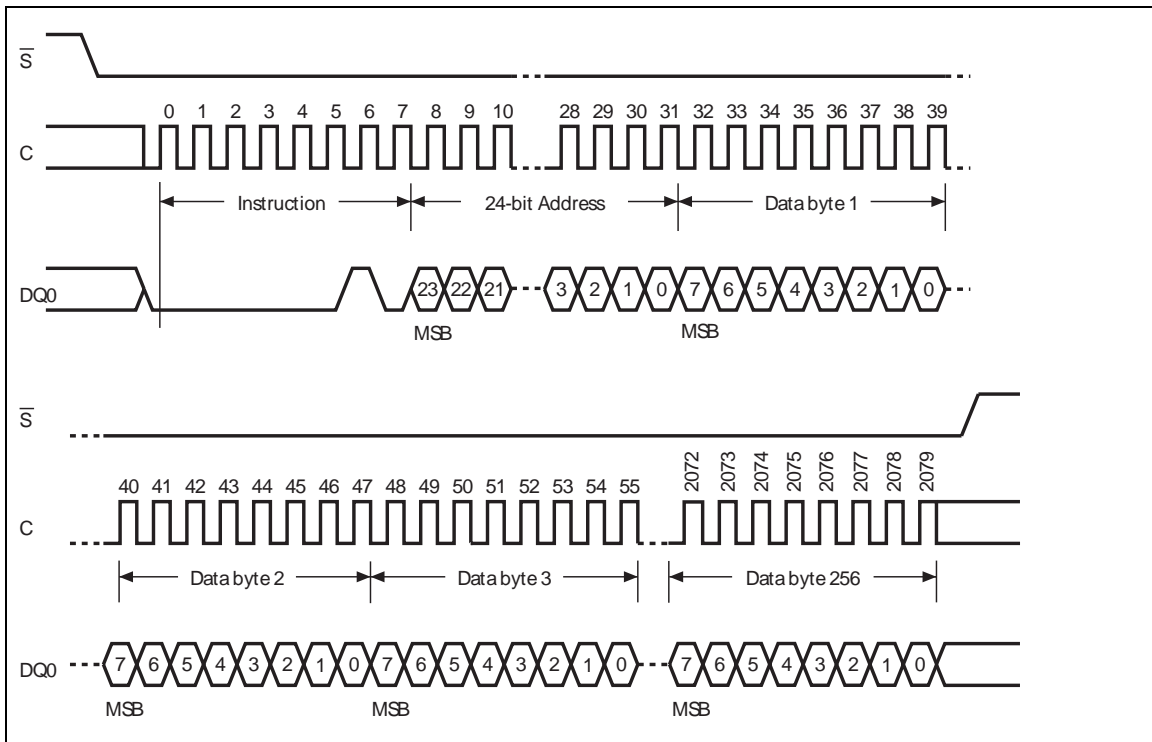 S
0 1 2 3 4 5 6 7 8 9 10 28 29 30 31 32 33 34 35 36 37 38 39
C
Instruction 24-bit Address Data byte 1
DQ0 23 22 21 3 2 1 0 7 6 5 4 3 2 1 0
MSB MSB
S
2072 2073 2074 2075 2076 2077 2078 2079
40 41 42 43 44 45 46 47 48 49 50 51 52 53 54 55
C
Data byte 2 Data byte 3 Data byte 256
DQ0 7 6 5 4 3 2 1 0 7 6 5 4 3 2 1 0 7 6 5 4 3 2 1 0
MSB MSB MSB